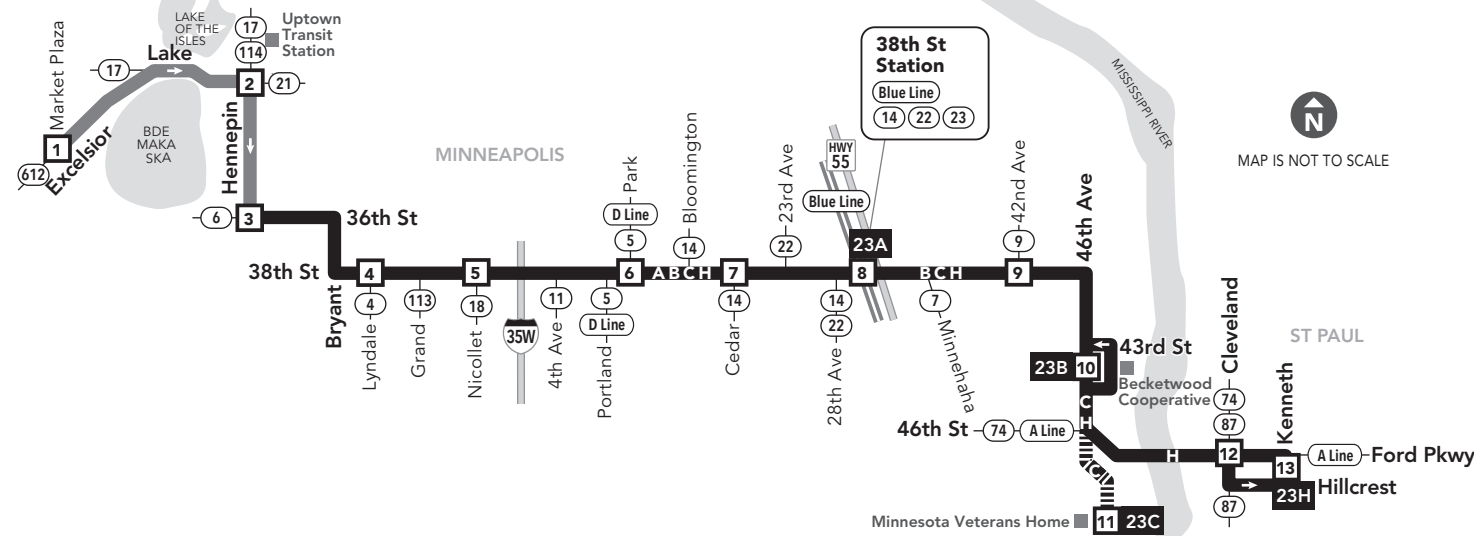 LAKE
OF THE
ISLES
17
114
Uptown
Transit
Station
Market Plaza
17
Lake
2
21
1
612
Excelsior
BDE
MAKA
SKA
Hennepin
6
3
36th St
MINNEAPOLIS
38th St
Bryant
4
4
Lyndale
113
Grand
5
18
Nicollet
35W
11
4th Ave
Park
D Line
5
6
5
D Line
Portland
A B C H
Bloomington
14
7
14
Cedar
23rd Ave
22
HWY
55
Blue Line
38th St
Station
Blue Line
14
22
23
23A
8
14
22
28th Ave
B C H
7
Minnehaha
42nd Ave
9
9
46th Ave
MISSISSIPPI RIVER
N
MAP IS NOT TO SCALE
43rd St
23B
10
Becketwood
Cooperative
C
H
46th St
74
A Line
C
Minnesota Veterans Home
11
23C
H
ST PAUL
Cleveland
74
87
12
87
Kenneth
13
23H
A Line
Ford Pkwy
Hillcrest